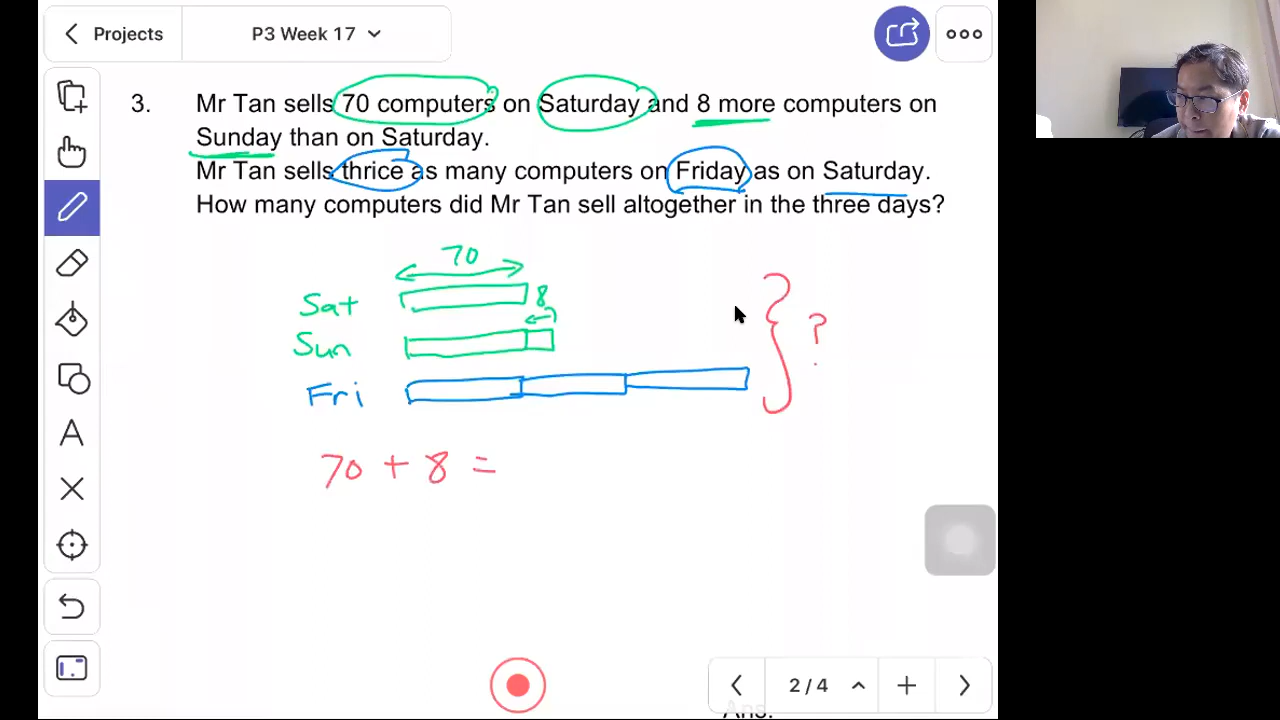 Projects
P3 Week 17
3. Mr Tan sells 70 computers on Saturday and 8 more computers on
Sunday than on Saturday.
Mr Tan sells thrice as many computers on Friday as on Saturday.
How many computers did Mr Tan sell altogether in the three days?
70
Sat
8
Sun
Fri
?
70 + 8 =
A
2 / 4
Ans: